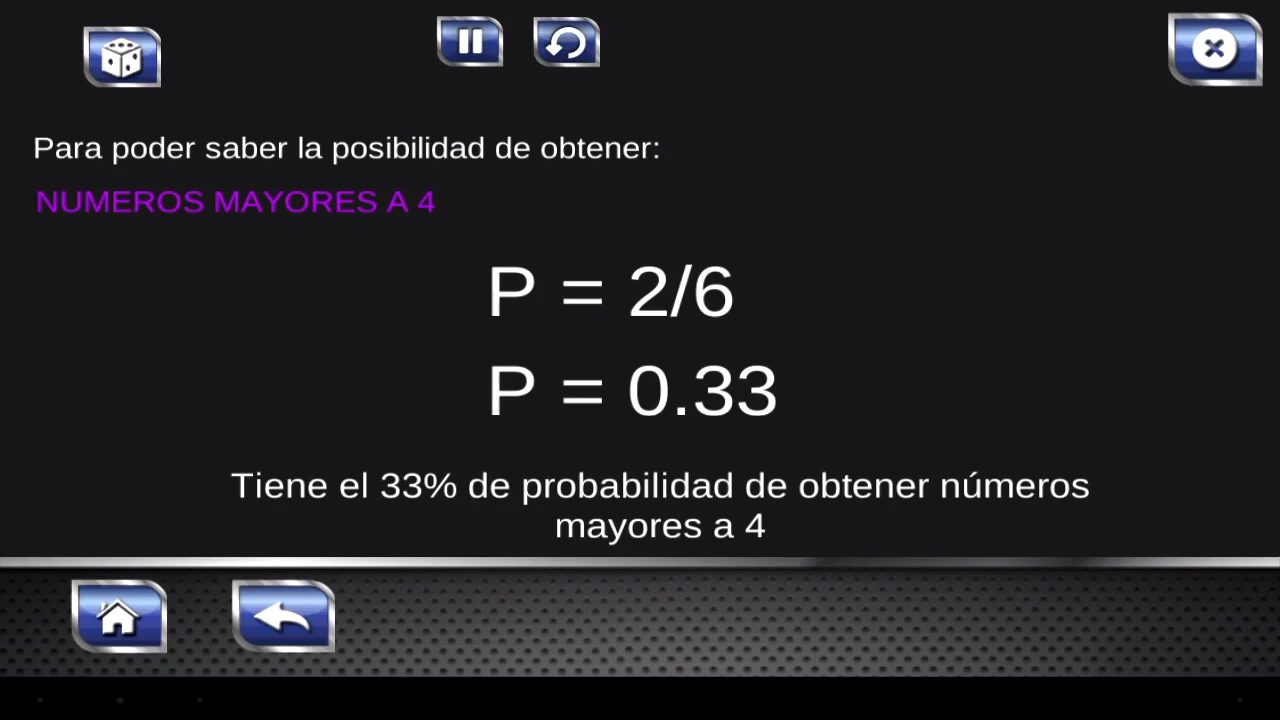 Para poder saber la posibilidad de obtener:
NUMEROS MAYORES A 4
P = 2/6
P = 0.33
Tiene el 33% de probabilidad de obtener números
mayores a 4